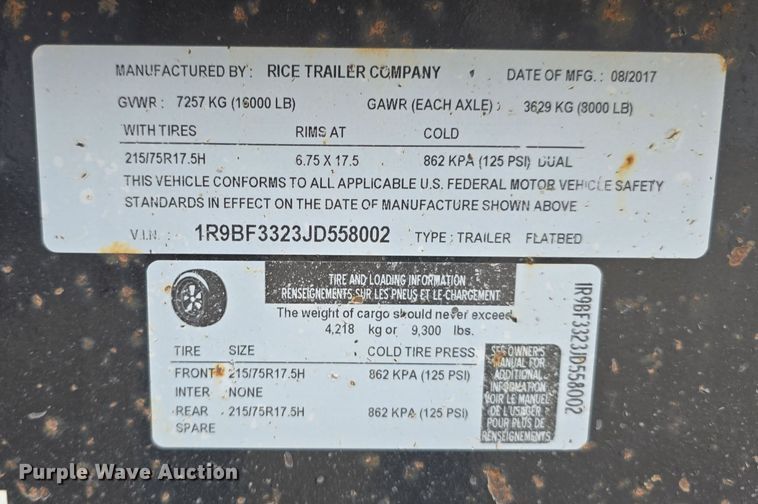 MANUFACTURED BY: RICE TRAILER COMPANY DATE OF MFG.: 08/2017
GVWR: 7257 KG (16000 LB) GAWR (EACH AXLE): 3629 KG (8000 LB)
WITH TIRES RIMS AT COLD
215/75R17.5H 6.75 X 17.5 862 KPA (125 PSI) DUAL
THIS VEHICLE CONFORMS TO ALL APPLICABLE U.S. FEDERAL MOTOR VEHICLE SAFETY
STANDARDS IN EFFECT ON THE DATE OF MANUFACTURE SHOWN ABOVE
V.I.N.: 1R9BF3323JD558002 TYPE: TRAILER FLATBED
TIRE AND LOADING INFORMATION
RENSEIGNEMENTS SUR LES PNEUS ET LE CHARGEMENT
The weight of cargo should never exceed
4,218 kg or 9,300 lbs.
TIRE SIZE COLD TIRE PRESS
FRONT 215/75R17.5H 862 KPA (125 PSI)
INTER NONE
REAR 215/75R17.5H 862 KPA (125 PSI)
SPARE
SEE OWNER'S
MANUAL FOR
ADDITIONAL
INFORMATION
VOIR LE MANUEL
DE L'USAGER
POUR PLUS DE
RENSEIGNEMENTS
1R9BF3323JD558002
Purple Wave Auction